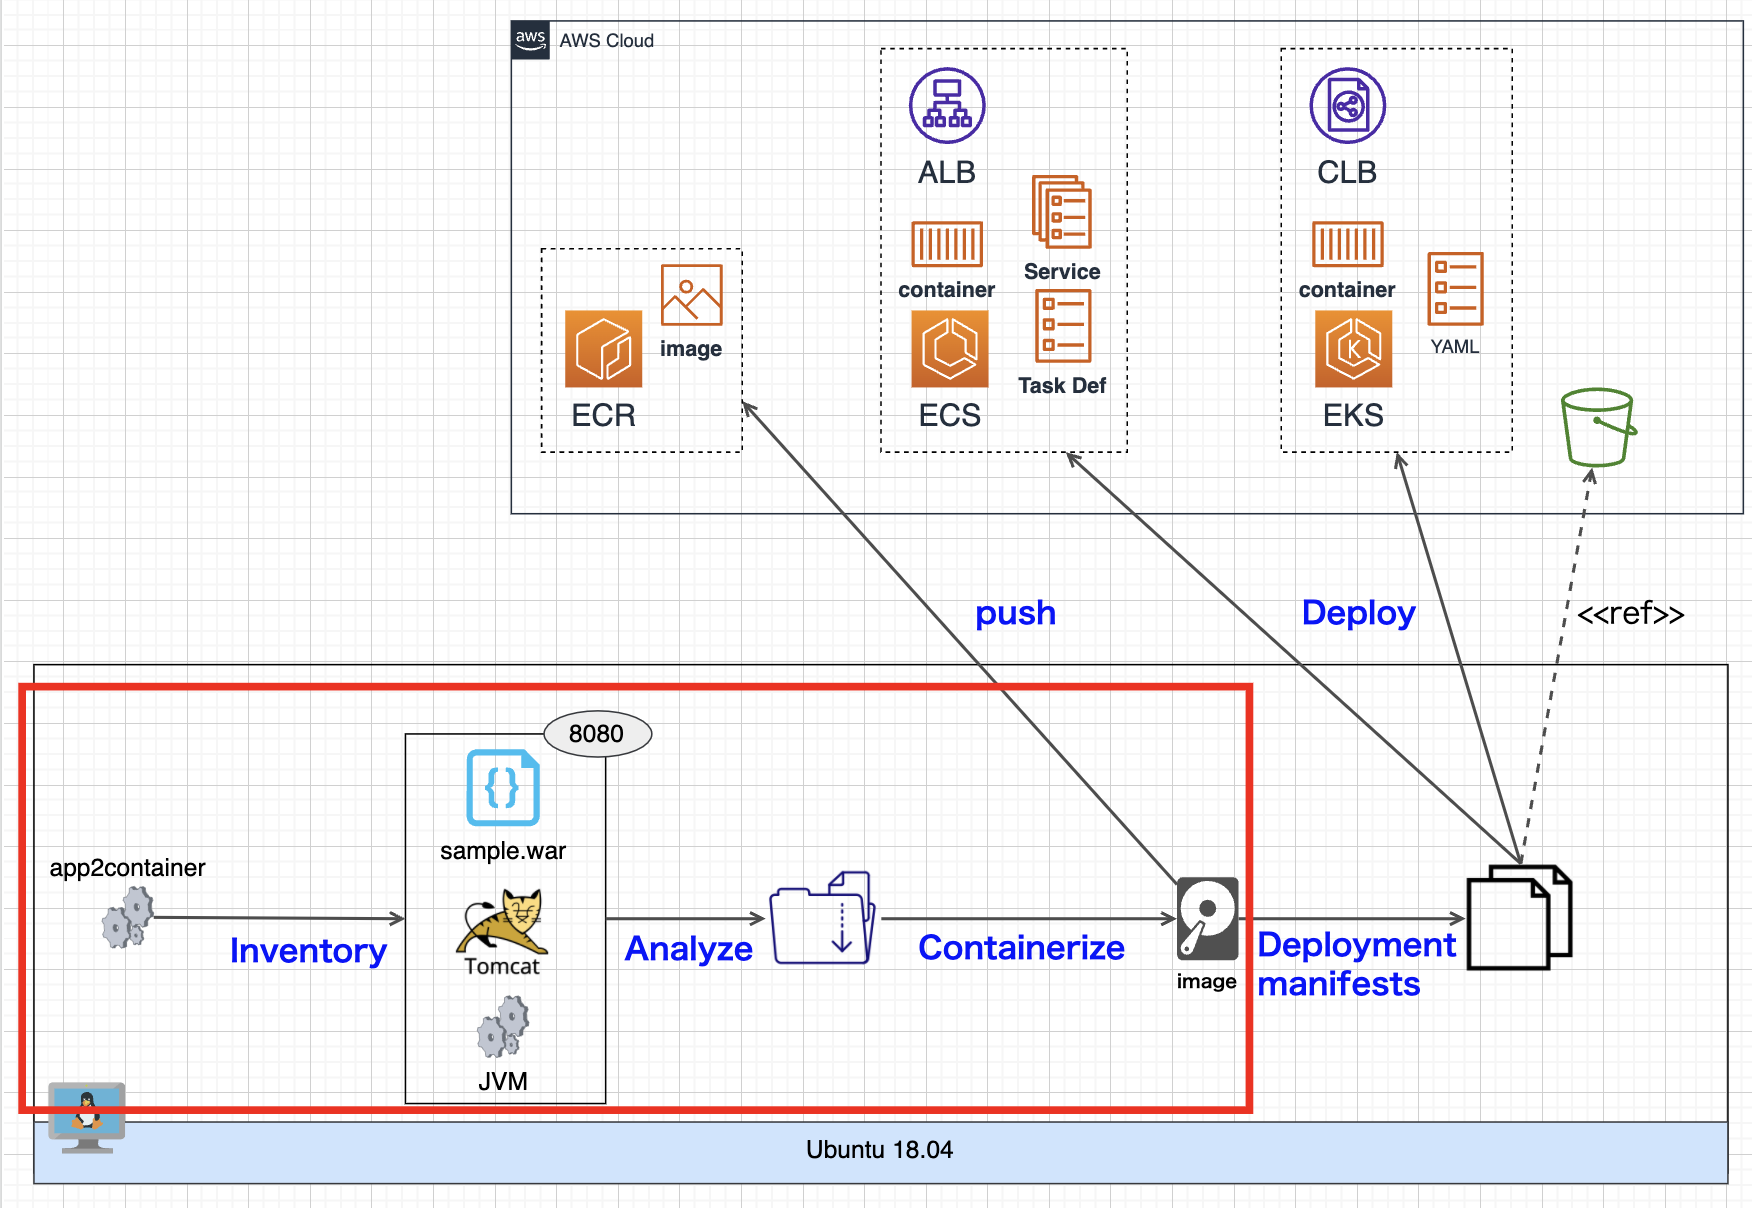 aws
AWS Cloud
ALB
Service
container
Task Def
ECS
CLB
container
YAML
EKS
image
ECR
push
Deploy
<<ref>>
8080
{}
sample.war
app2container
Inventory
Tomcat
JVM
Analyze
Containerize
image
Deployment
manifests
Ubuntu 18.04